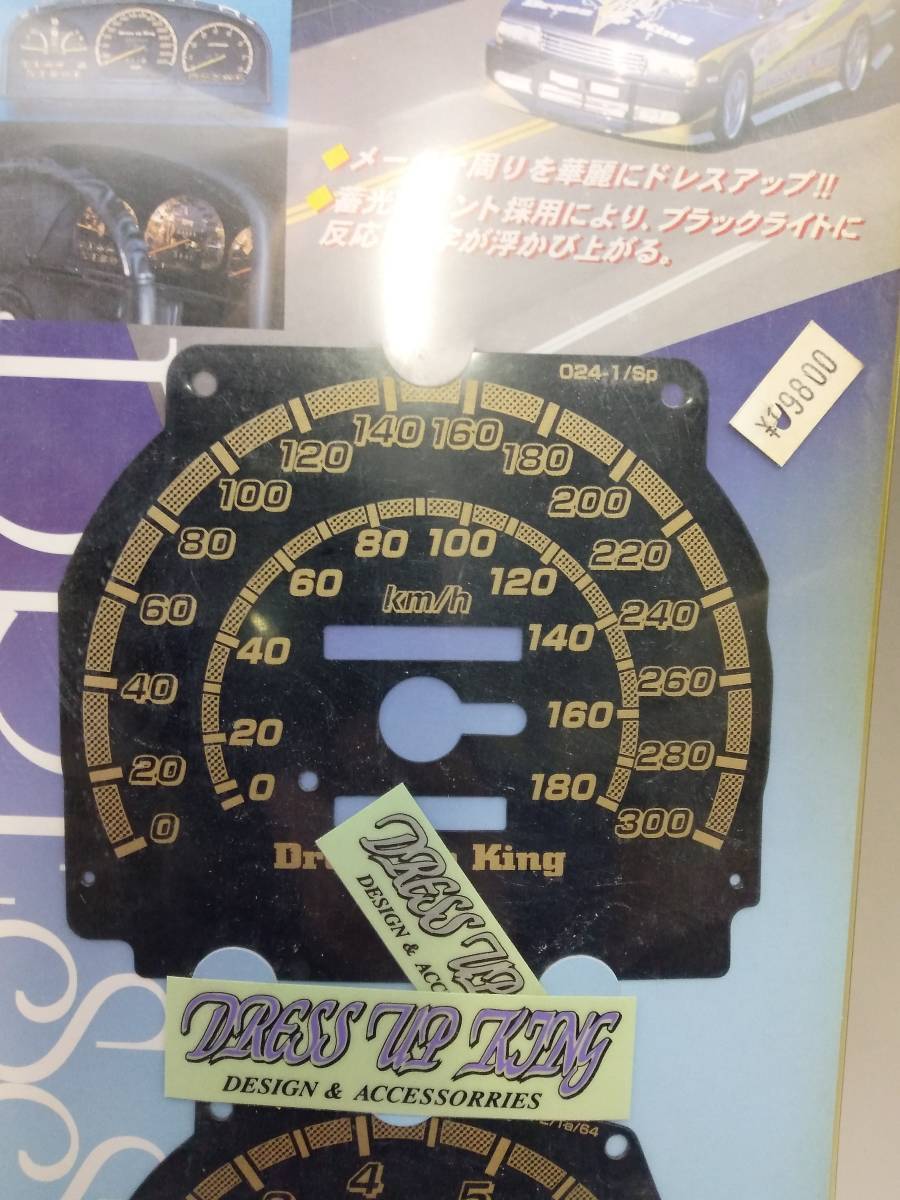 メー 周りを華麗にドレスアップ!!
蓄光 ント採用により、ブラックライトに
反応 が浮かび上がる。
024-1/Sp
¥9800
140 160
120 180
100 200
80 220
60 240
40 260
20 280
0 300
80 100
60 120
km/h
40 140
20 160
0 180
Dre King
DRESS UP
DESIGN & ACC
DRESS UP KING
DESIGN & ACCESSORRIES
/Ta/64
4 5